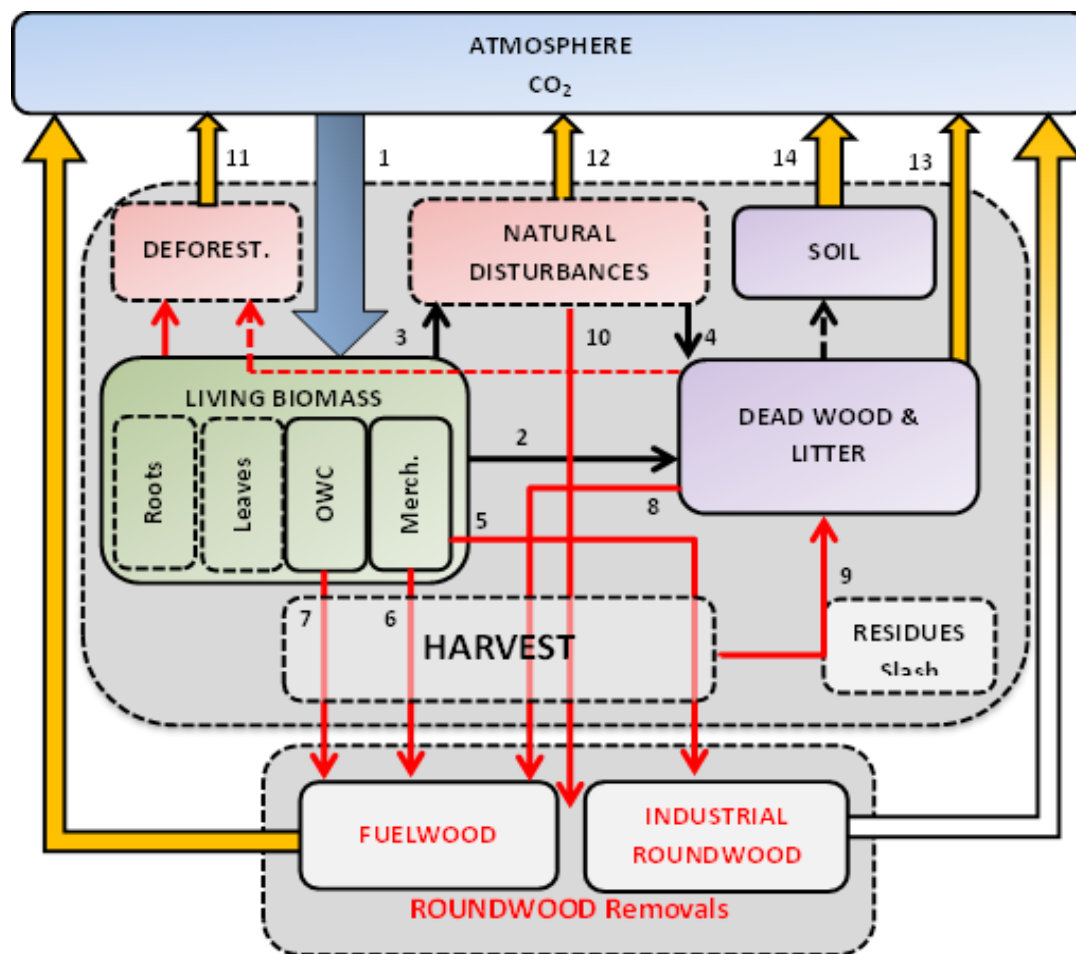 ATMOSPHERE
CO₂
11
1
12
14
13
DEFOREST.
NATURAL
DISTURBANCES
SOIL
3
10
4
LIVING BIOMASS
Roots
Leaves
OWC
Merch.
2
DEAD WOOD &
LITTER
5
8
7
6
9
HARVEST
RESIDUES
Slash
FUELWOOD
INDUSTRIAL
ROUNDWOOD
ROUNDWOOD Removals